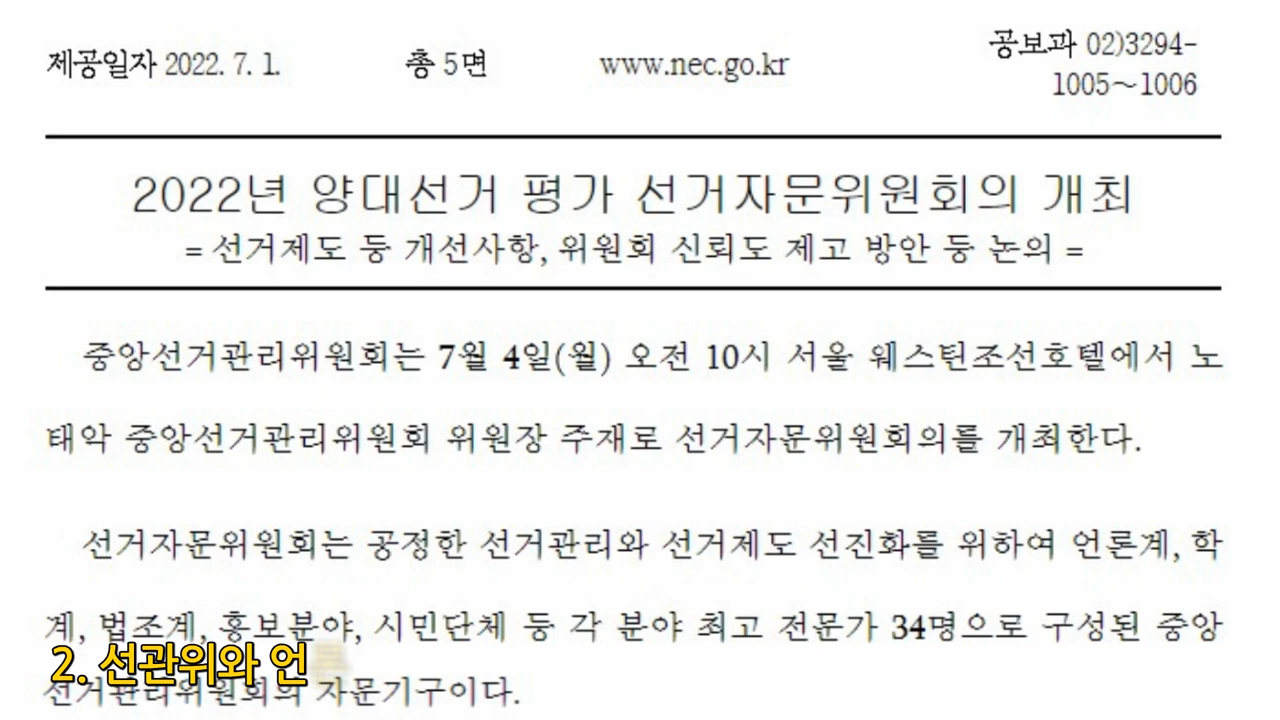 제공일자 2022. 7. 1. 총 5면 www.nec.go.kr 공보과 02)3294-
1005~1006
2022년 양대선거 평가 선거자문위원회의 개최
= 선거제도 등 개선사항, 위원회 신뢰도 제고 방안 등 논의 =
중앙선거관리위원회는 7월 4일(월) 오전 10시 서울 웨스틴조선호텔에서 노
태악 중앙선거관리위원회 위원장 주재로 선거자문위원회의를 개최한다.
선거자문위원회는 공정한 선거관리와 선거제도 선진화를 위하여 언론계, 학
계, 법조계, 홍보분야, 시민단체 등 각 분야 최고 전문가 34명으로 구성된 중앙
2. 선관위와 언
선거관리위원회의 자문기구이다.